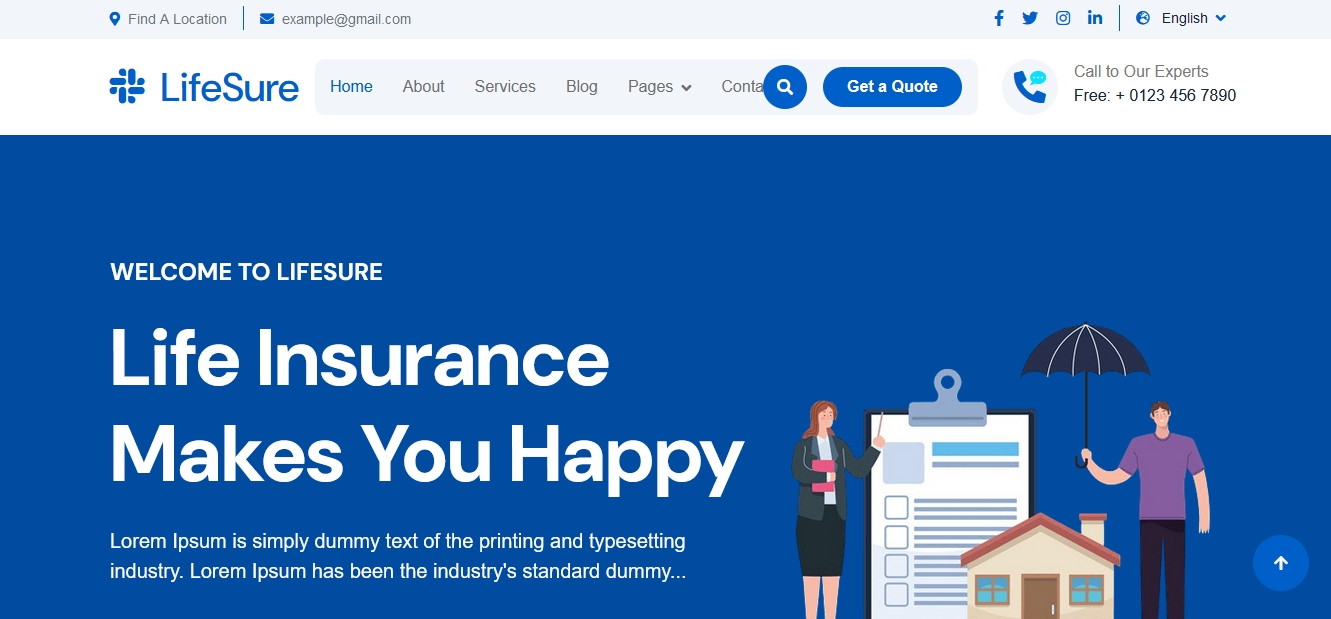 Find A Location
example@gmail.com
English
LifeSure
Home
About
Services
Blog
Pages
Conta
Get a Quote
Call to Our Experts
Free: + 0123 456 7890
WELCOME TO LIFESURE
Life Insurance
Makes You Happy
Lorem Ipsum is simply dummy text of the printing and typesetting
industry. Lorem Ipsum has been the industry's standard dummy...